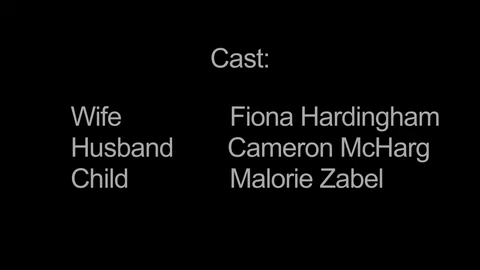 Cast:
Wife Fiona Hardingham
Husband Cameron McHarg
Child Malorie Zabel